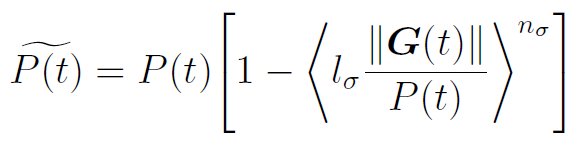 $\widetilde{P(t)} = P(t)\left[1 - \left\langle l_\sigma \frac{\|\boldsymbol{G}(t)\|}{P(t)} \right\rangle^{n_\sigma}\right]$